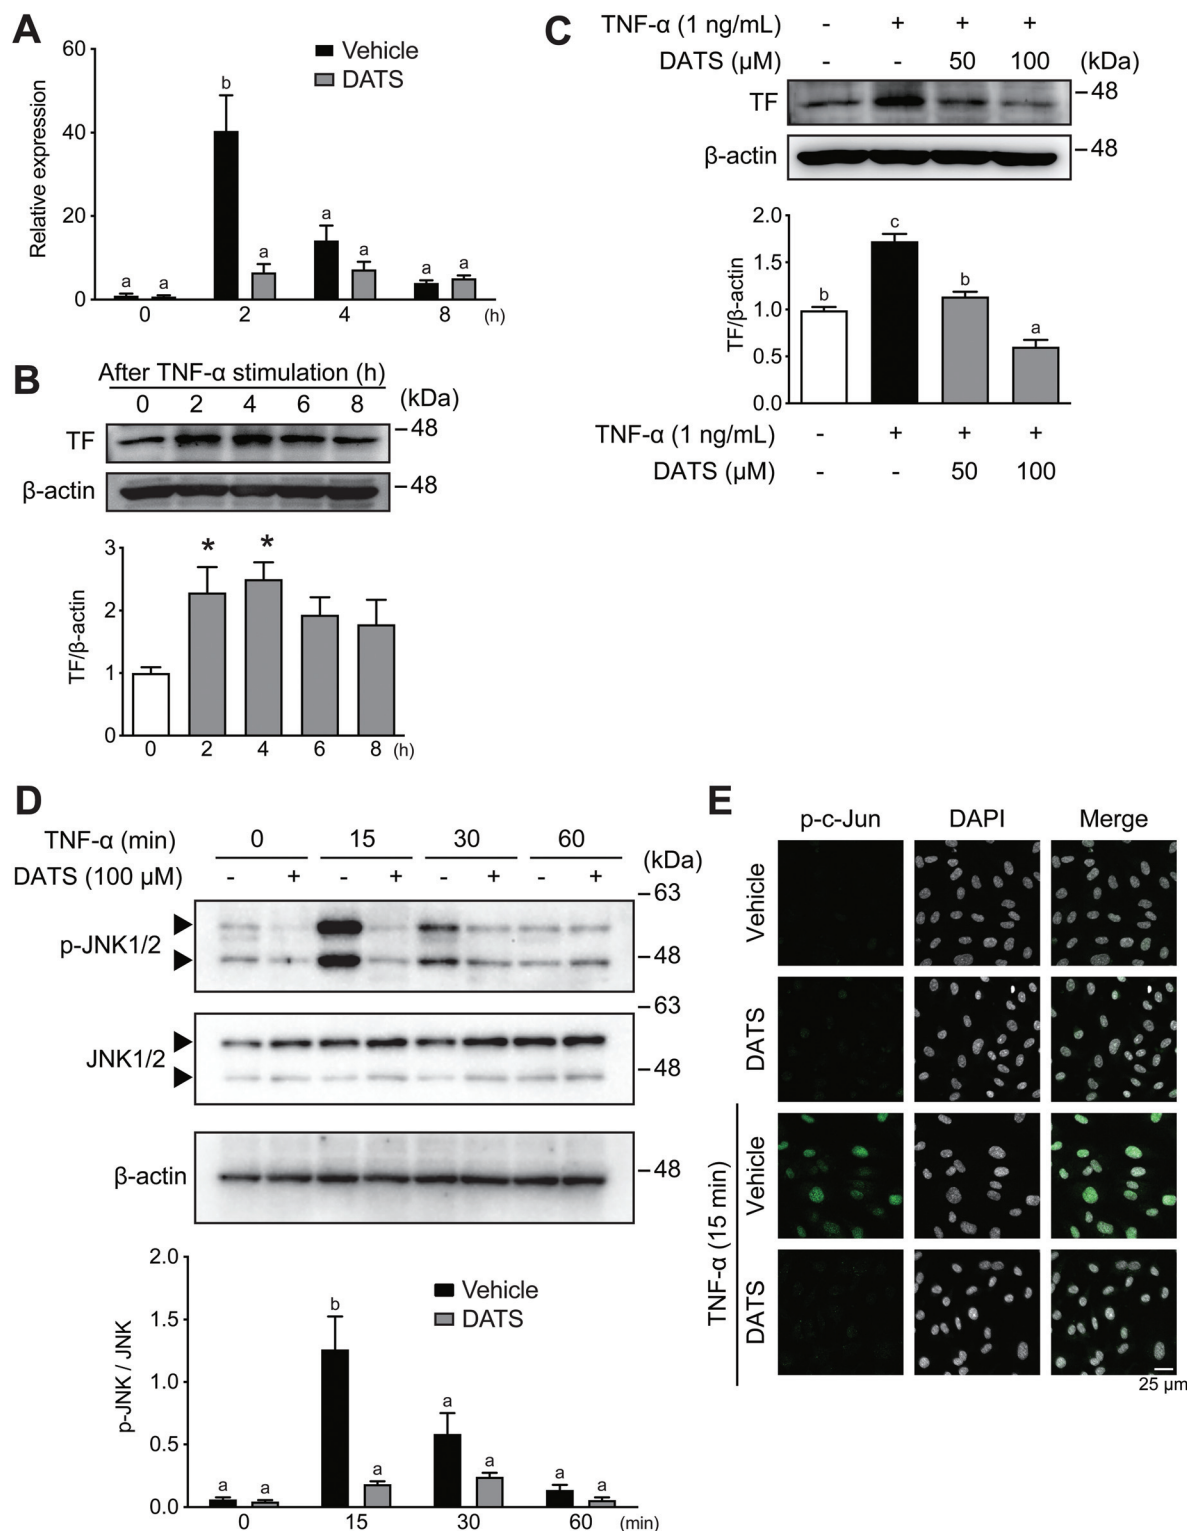 A
60
40
20
0
Relative expression
Vehicle
DATS
a a b a a a a a
0 2 4 8 (h)
B
After TNF-α stimulation (h)
0 2 4 6 8 (kDa)
TF
48
β-actin
48
3
2
1
0
TF/β-actin
* *
0 2 4 6 8 (h)
C
TNF-α (1 ng/mL) - + + +
DATS (μM) - - 50 100 (kDa)
TF
48
β-actin
48
2.0
1.5
1.0
0.5
0.0
TF/β-actin
b c b a
TNF-α (1 ng/mL) - + + +
DATS (μM) - - 50 100
D
TNF-α (min) 0 15 30 60
DATS (100 μM) - + - + - + - + (kDa)
63
p-JNK1/2
48
63
JNK1/2
48
β-actin
48
2.0
1.5
1.0
0.5
0.0
p-JNK / JNK
Vehicle
DATS
a a b a a a a a
0 15 30 60 (min)
E
p-c-Jun DAPI Merge
Vehicle
DATS
TNF-α (15 min)
Vehicle
DATS
25 μm